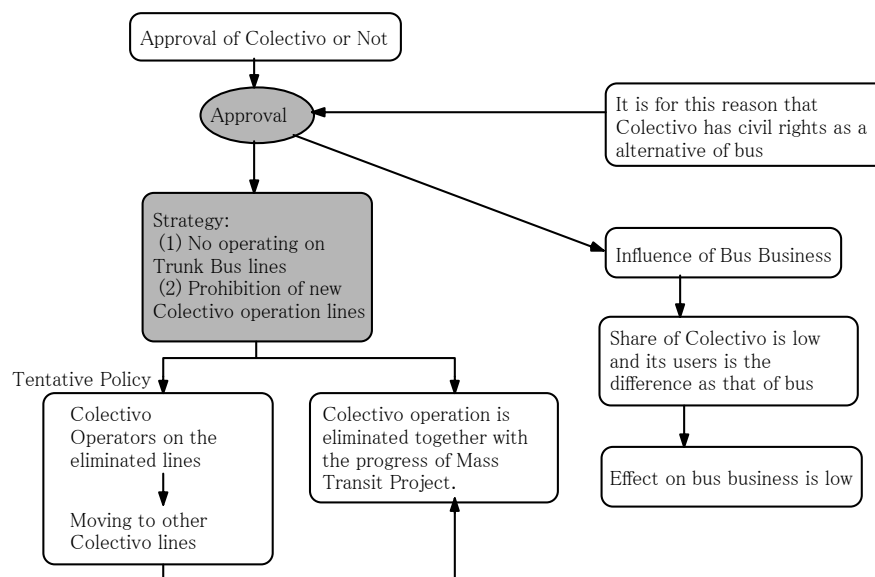 Approval of Colectivo or Not
Approval
It is for this reason that
Colectivo has civil rights as a
alternative of bus
Strategy:
(1) No operating on
Trunk Bus lines
(2) Prohibition of new
Colectivo operation lines
Influence of Bus Business
Share of Colectivo is low
and its users is the
difference as that of bus
Effect on bus business is low
Tentative Policy
Colectivo
Operators on the
eliminated lines
Moving to other
Colectivo lines
Colectivo operation is
eliminated together with
the progress of Mass
Transit Project.